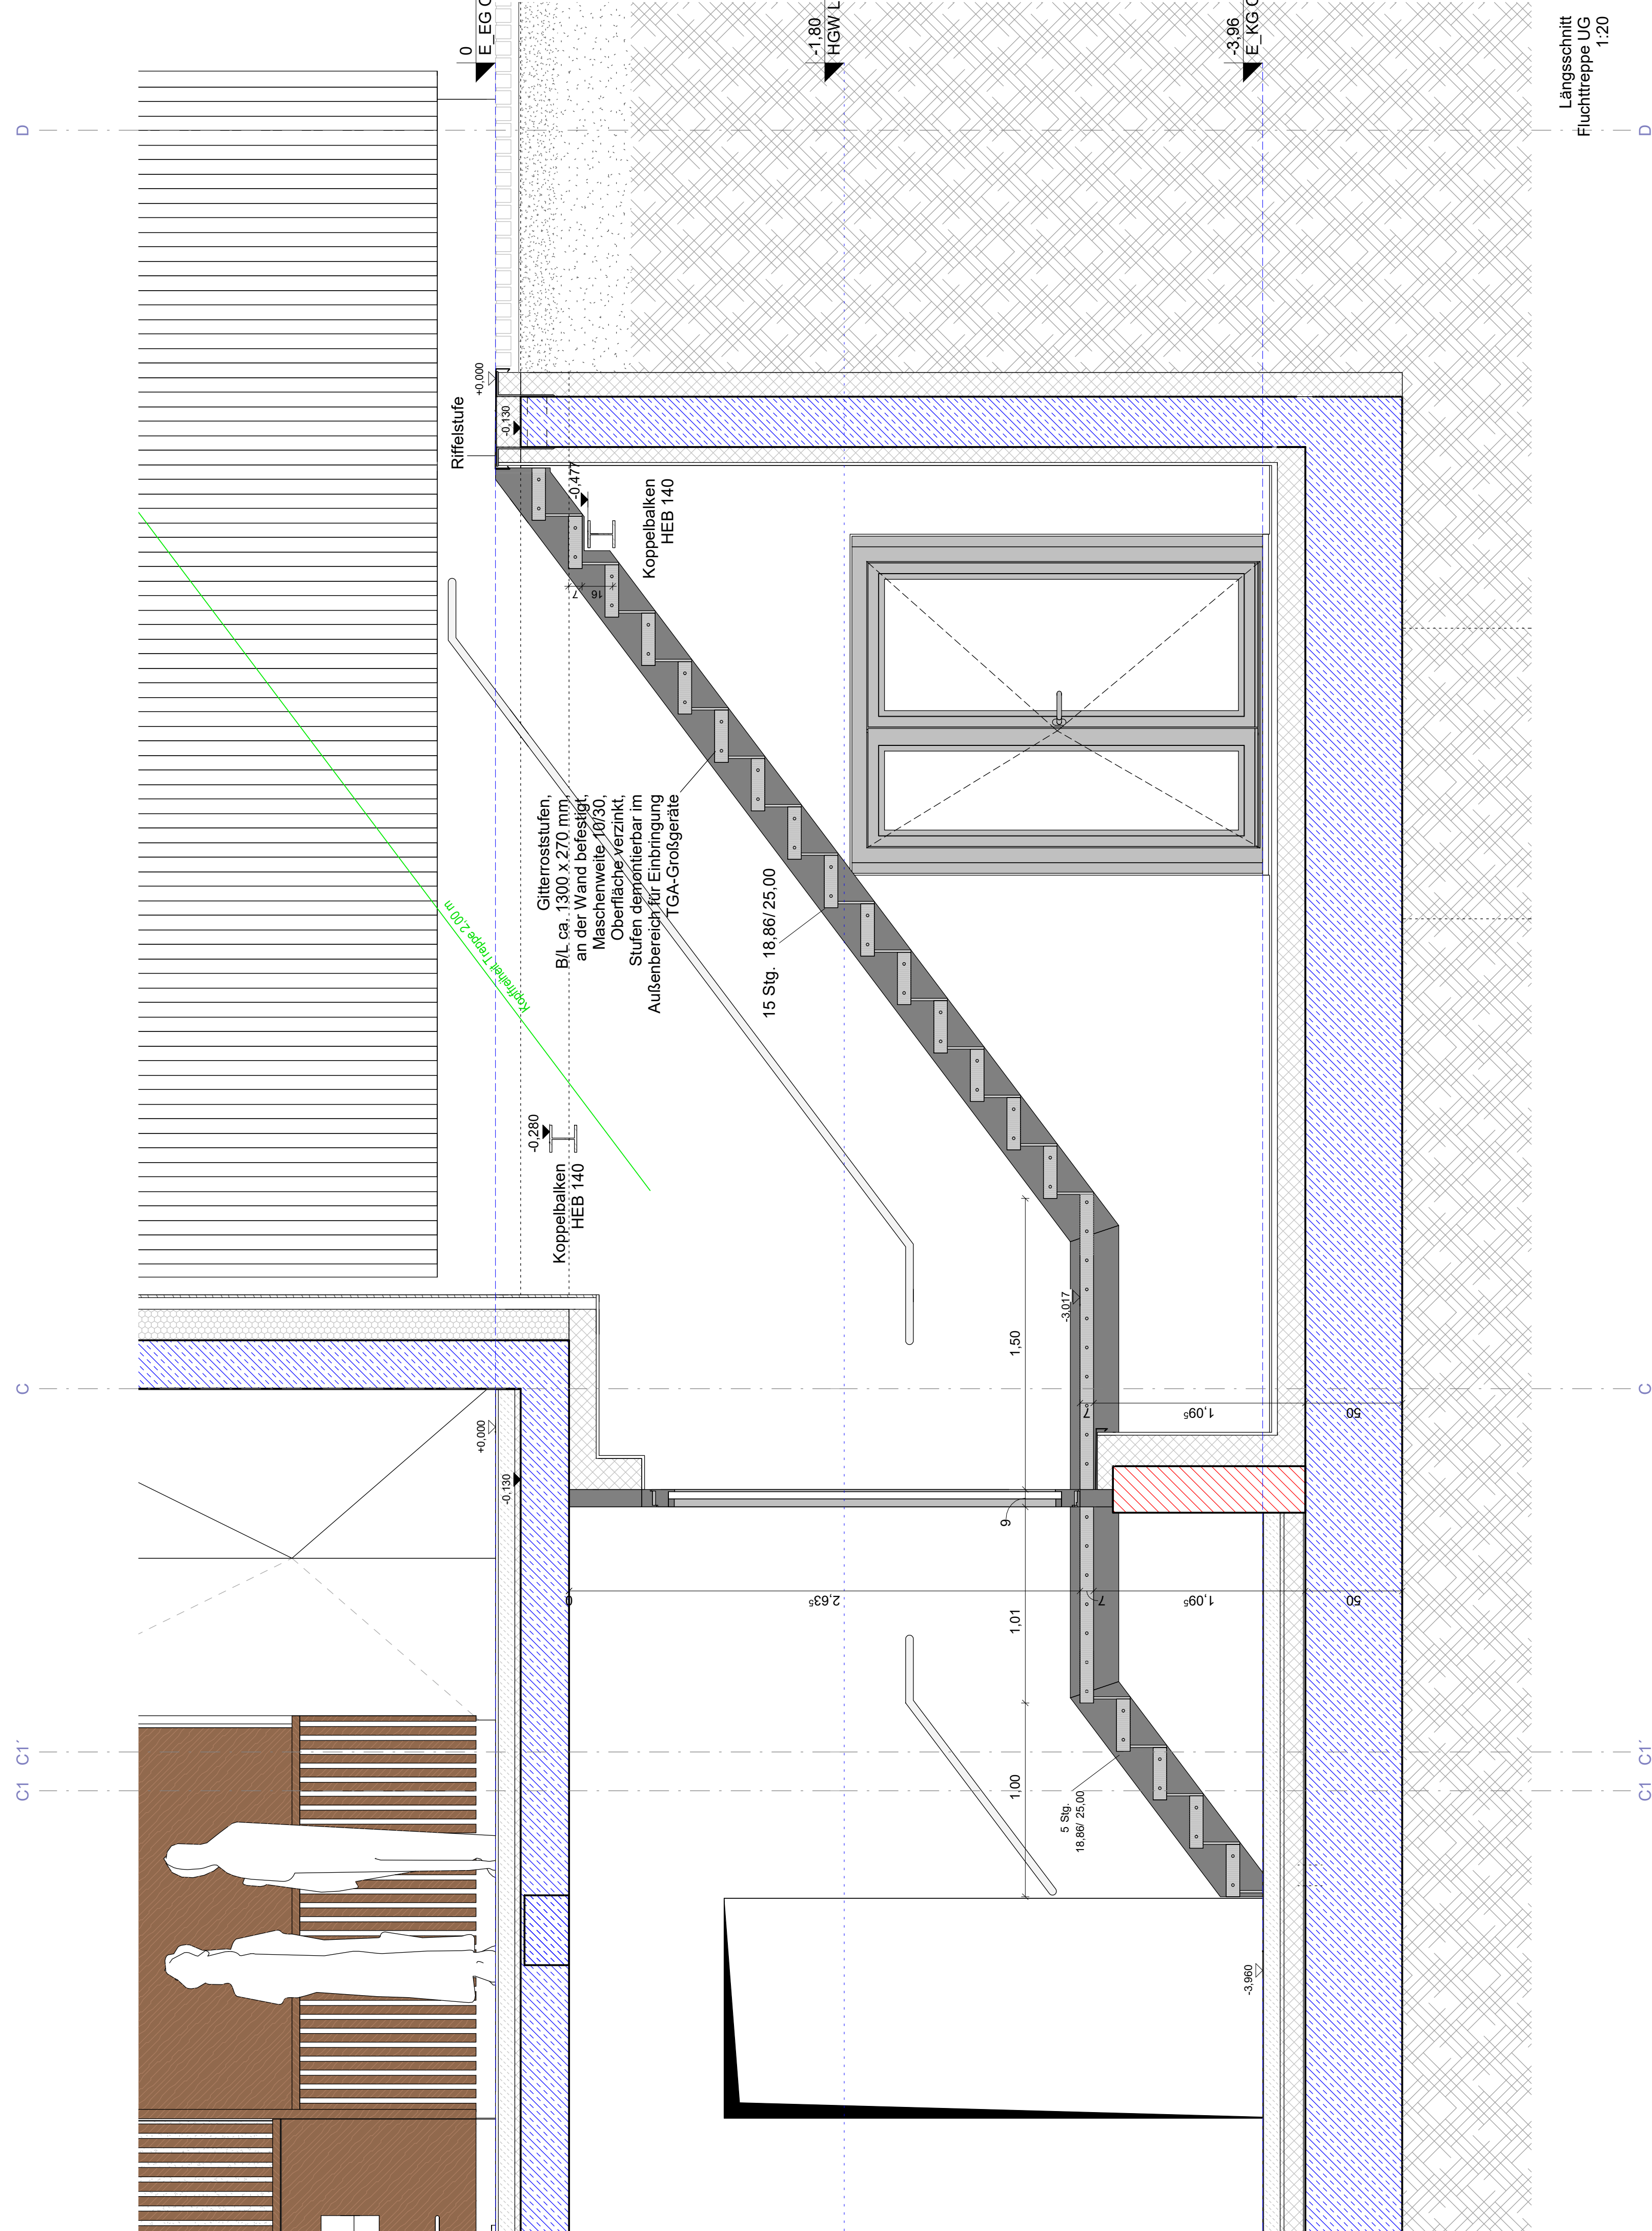 D
C
C1´
C1
0
E_EG O
-1,80
HGW L
-3,96
E_KG O
Längsschnitt
Fluchttreppe UG
1:20
D
C
C1´
C1
+0,000
Riffelstufe
-0,130
-0,477
Koppelbalken
HEB 140
7
16
Gitterroststufen,
B/L ca. 1300 x 270 mm,
an der Wand befestigt,
Maschenweite 10/30,
Oberfläche verzinkt,
Stufen demontierbar im
Außenbereich für Einbringung
TGA-Großgeräte
Kopffreiheit Treppe 2,00 m
15 Stg. 18,86/ 25,00
-0,280
Koppelbalken
HEB 140
-3,017
1,50
7
1,09⁵
50
+0,000
-0,130
9
0
2,63⁵
7
1,09⁵
50
1,01
1,00
5 Stg.
18,86/ 25,00
-3,960